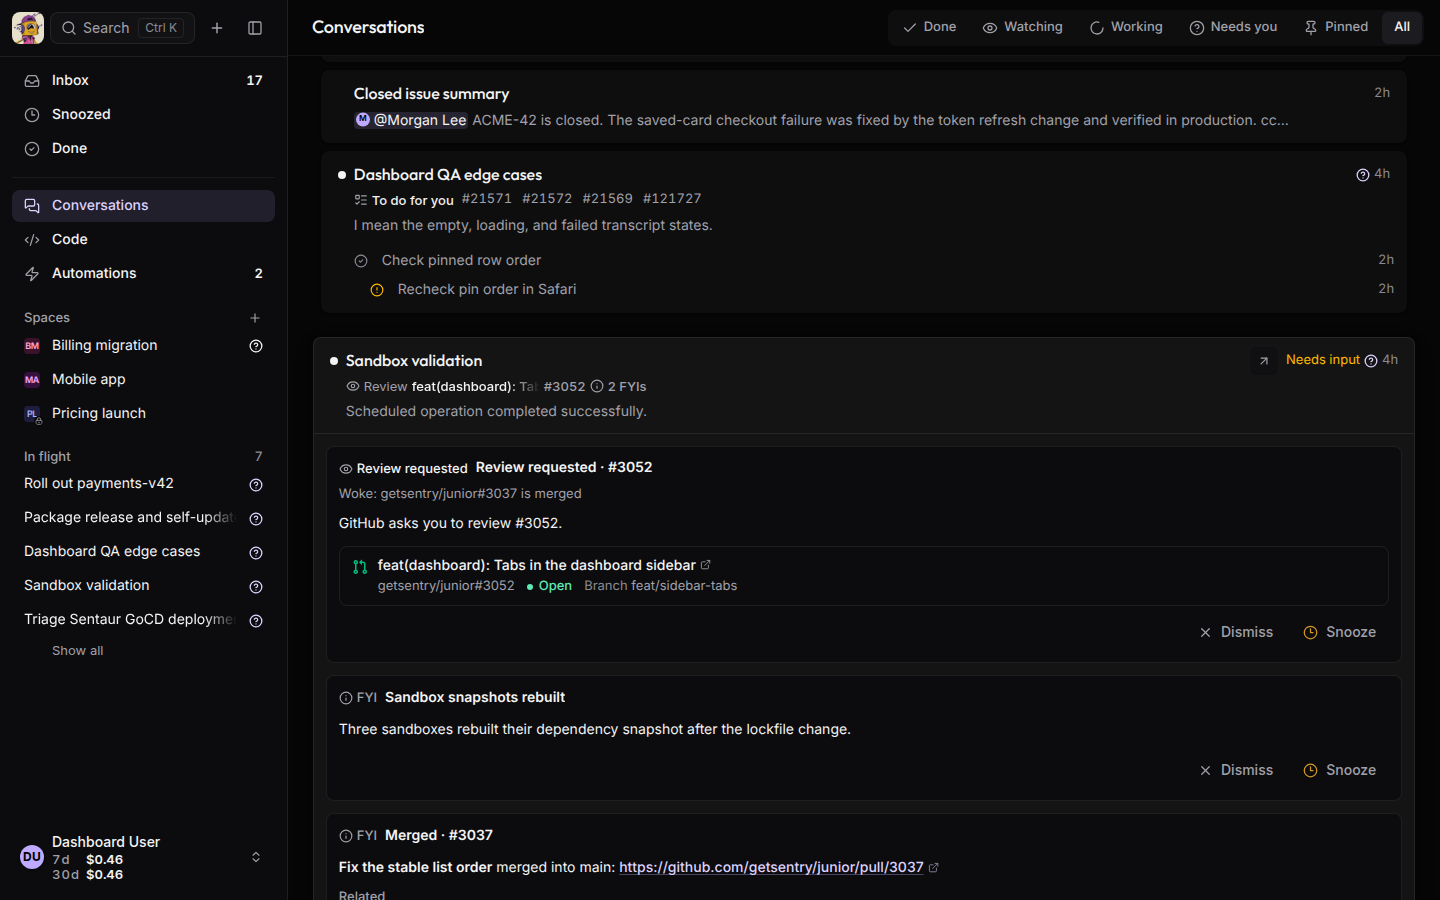 Search Ctrl K
Inbox 17
Snoozed
Done
Conversations
Code
Automations 2
Spaces
BM Billing migration
MA Mobile app
PL Pricing launch
In flight 7
Roll out payments-v42
Package release and self-updat
Dashboard QA edge cases
Sandbox validation
Triage Sentaur GoCD deployme
Show all
DU Dashboard User
7d $0.46
30d $0.46
Conversations
Done Watching Working Needs you Pinned All
Closed issue summary 2h
M @Morgan Lee ACME-42 is closed. The saved-card checkout failure was fixed by the token refresh change and verified in production. cc...
Dashboard QA edge cases 4h
To do for you #21571 #21572 #21569 #121727
I mean the empty, loading, and failed transcript states.
Check pinned row order 2h
Recheck pin order in Safari 2h
Sandbox validation Needs input 4h
Review feat(dashboard): Tab #3052 2 FYIs
Scheduled operation completed successfully.
Review requested Review requested · #3052
Woke: getsentry/junior#3037 is merged
GitHub asks you to review #3052.
feat(dashboard): Tabs in the dashboard sidebar
getsentry/junior#3052 Open Branch feat/sidebar-tabs
Dismiss Snooze
FYI Sandbox snapshots rebuilt
Three sandboxes rebuilt their dependency snapshot after the lockfile change.
Dismiss Snooze
FYI Merged · #3037
Fix the stable list order merged into main: https://github.com/getsentry/junior/pull/3037
Related